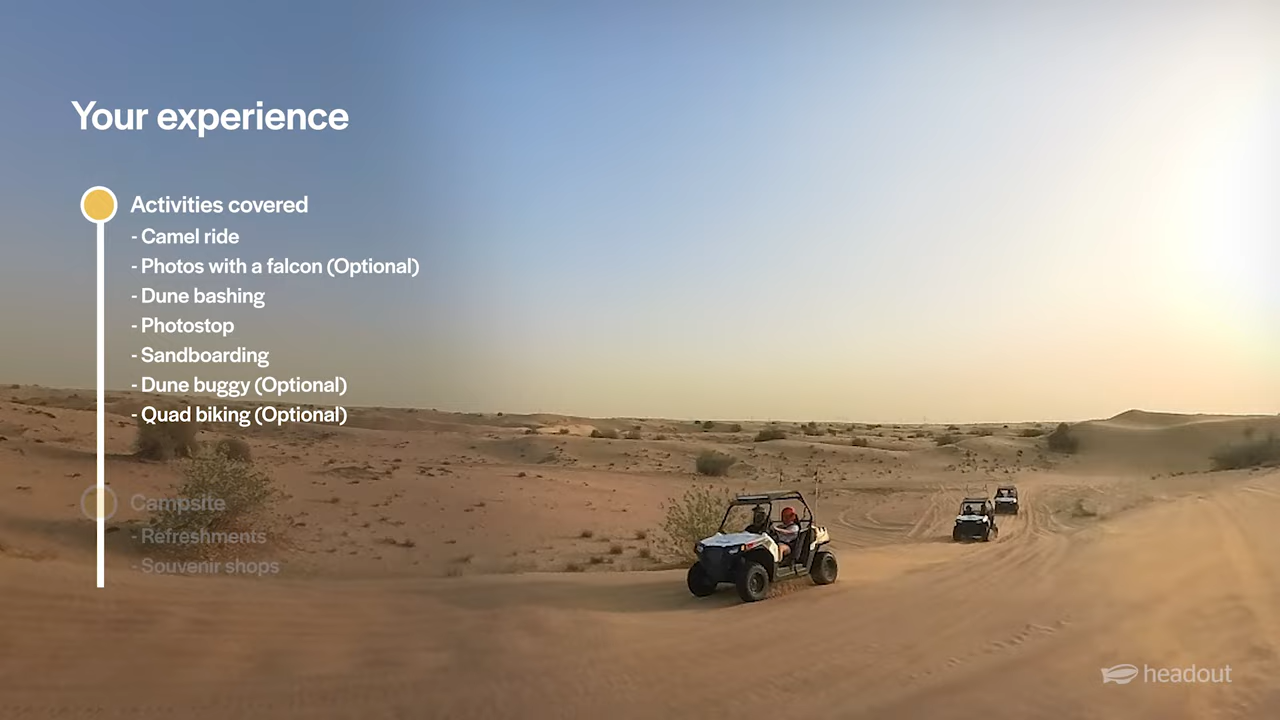 Your experience
Activities covered
- Camel ride
- Photos with a falcon (Optional)
- Dune bashing
- Photostop
- Sandboarding
- Dune buggy (Optional)
- Quad biking (Optional)
Campsite
- Refreshments
- Souvenir shops
headout